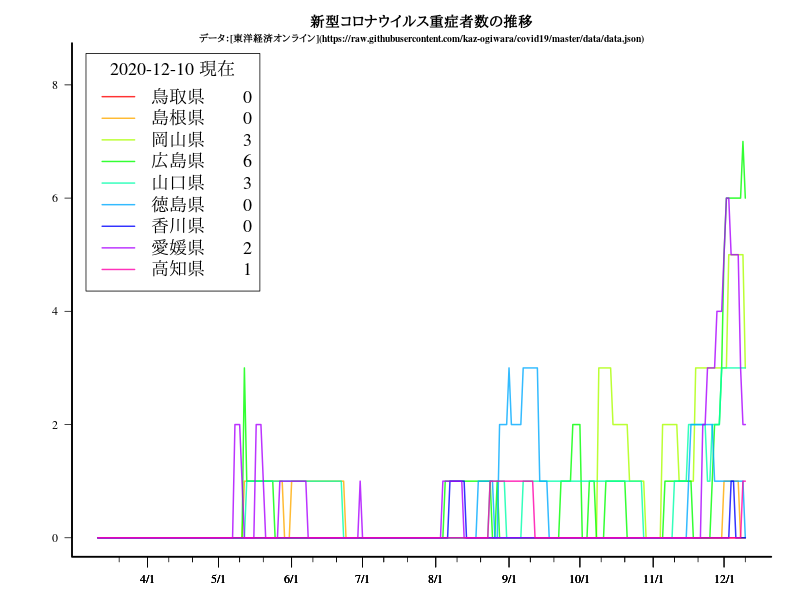 新型コロナウイルス重症者数の推移
データ:[東洋経済オンライン](https://raw.githubusercontent.com/kaz-ogiwara/covid19/master/data/data.json)
2020-12-10 現在
鳥取県 0
島根県 0
岡山県 3
広島県 6
山口県 3
徳島県 0
香川県 0
愛媛県 2
高知県 1
8
6
4
2
0
4/1 5/1 6/1 7/1 8/1 9/1 10/1 11/1 12/1